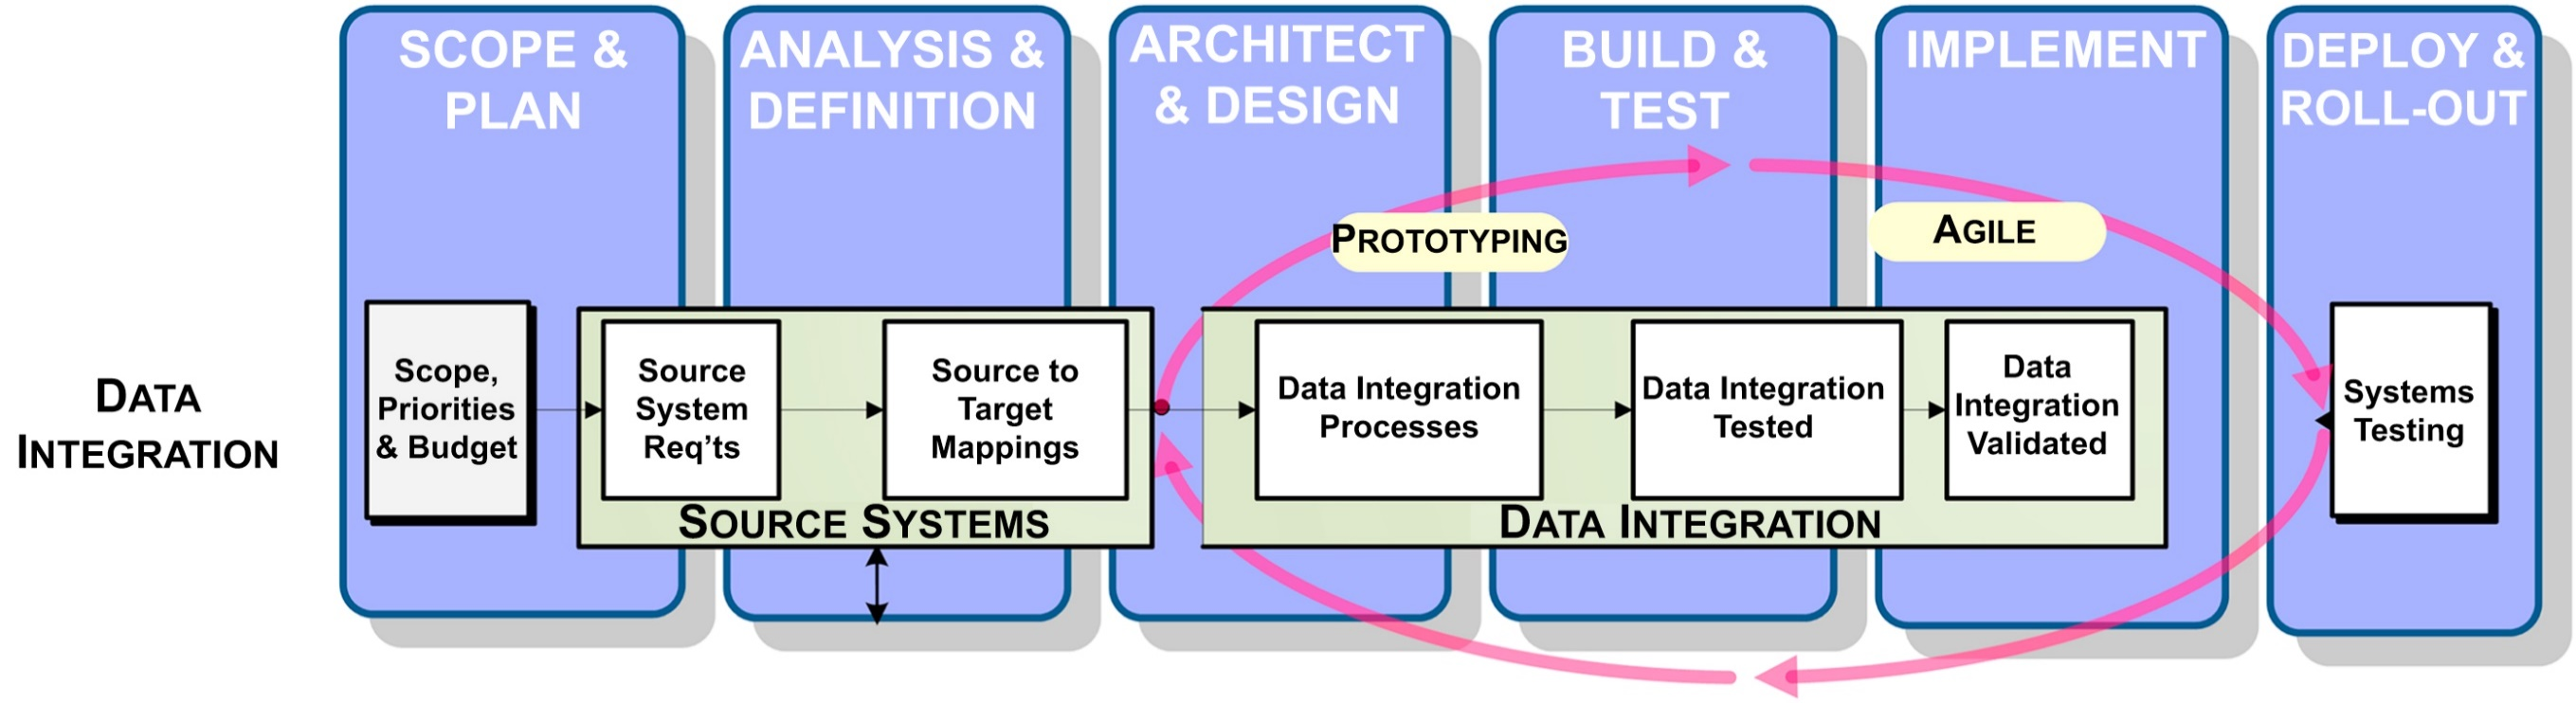 SCOPE &
PLAN
ANALYSIS &
DEFINITION
ARCHITECT
& DESIGN
BUILD &
TEST
IMPLEMENT
DEPLOY &
ROLL-OUT
PROTOTYPING
AGILE
DATA
INTEGRATION
Scope,
Priorities
& Budget
Source
System
Req’ts
Source to
Target
Mappings
SOURCE SYSTEMS
Data Integration
Processes
Data Integration
Tested
Data
Integration
Validated
DATA INTEGRATION
Systems
Testing